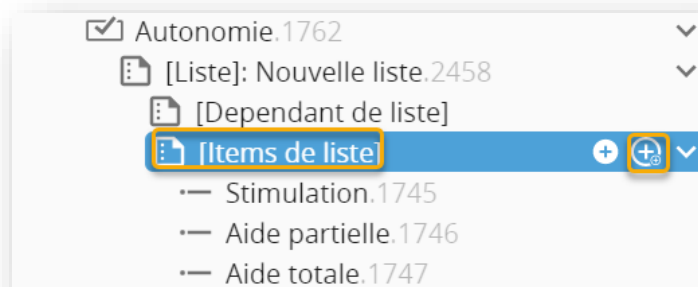 Autonomie.1762
[Liste]: Nouvelle liste.2458
[Dependant de liste]
[Items de liste]
Stimulation.1745
Aide partielle.1746
Aide totale.1747